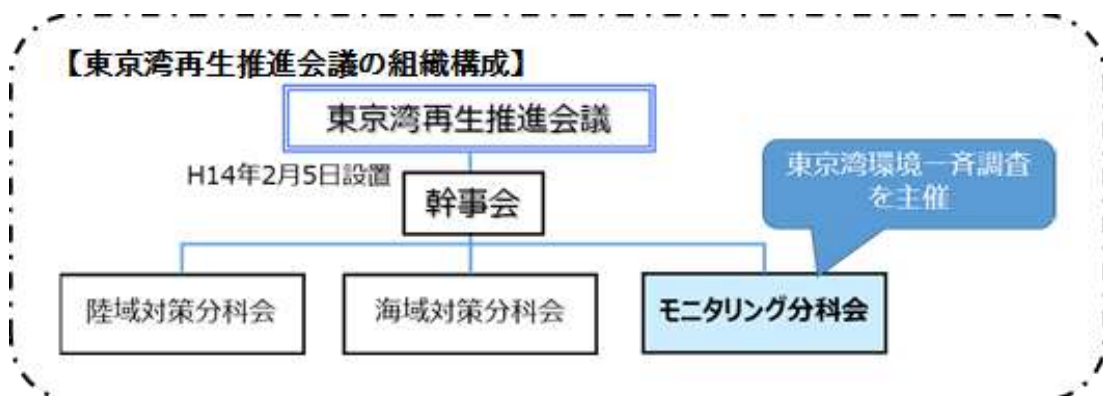 【東京湾再生推進会議の組織構成】
東京湾再生推進会議
H14年2月5日設置
幹事会
東京湾環境一斉調査
を主催
陸域対策分科会
海域対策分科会
モニタリング分科会